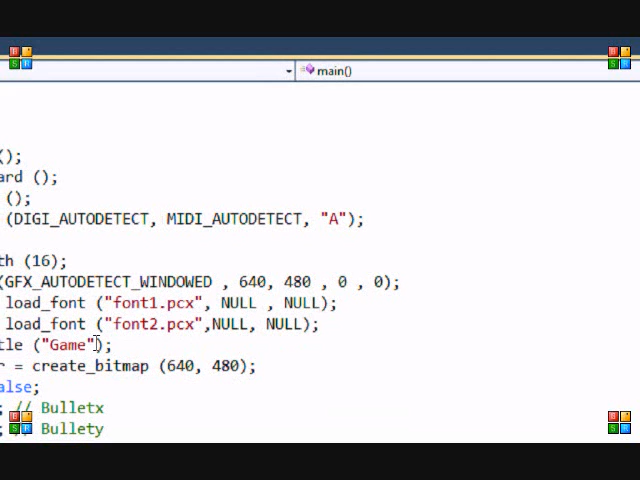 main()
();
ard ();
();
(DIGI_AUTODETECT, MIDI_AUTODETECT, "A");
th (16);
(GFX_AUTODETECT_WINDOWED , 640, 480 , 0 , 0);
load_font ("font1.pcx", NULL , NULL);
load_font ("font2.pcx",NULL, NULL);
tle ("Game");
r = create_bitmap (640, 480);
alse;
; // Bulletx
; // Bullety